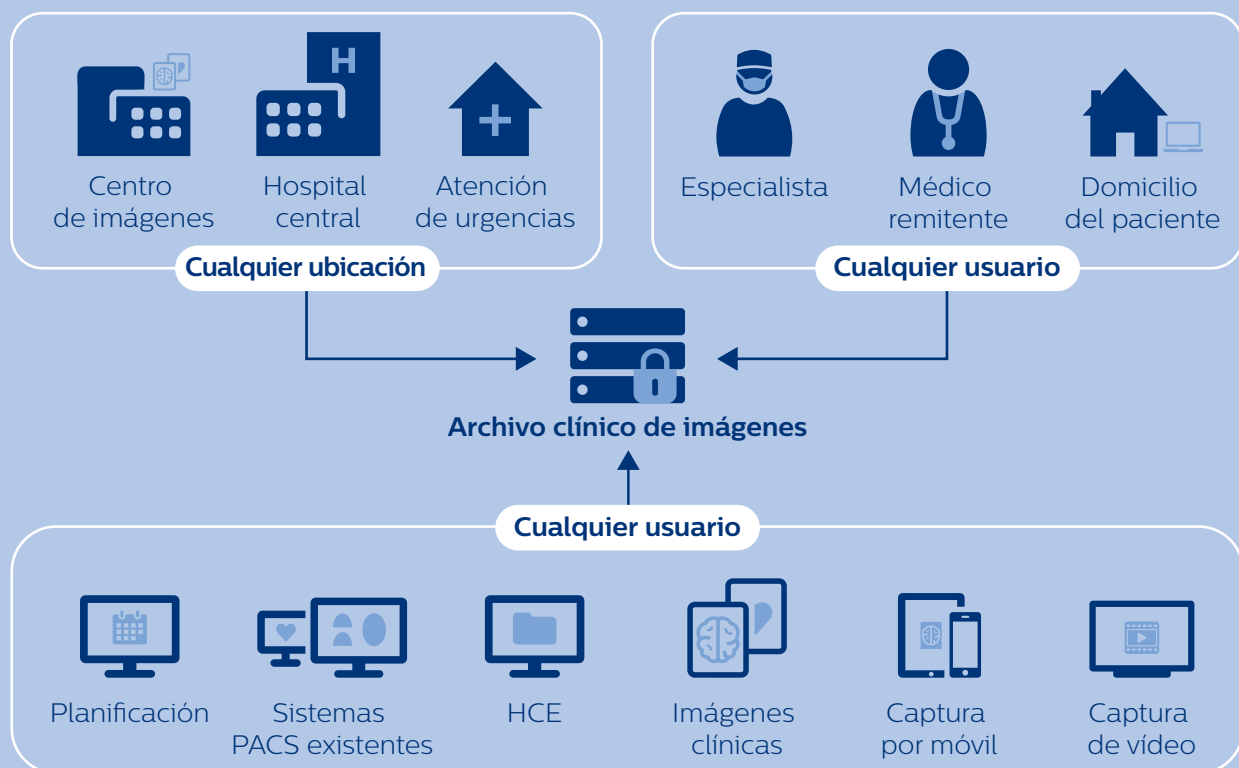 H
Centro
de imágenes
Hospital
central
Atención
de urgencias
Cualquier ubicación
Especialista
Médico
remitente
Domicilio
del paciente
Cualquier usuario
Archivo clínico de imágenes
Cualquier usuario
Planificación
Sistemas
PACS existentes
HCE
Imágenes
clínicas
Captura
por móvil
Captura
de vídeo